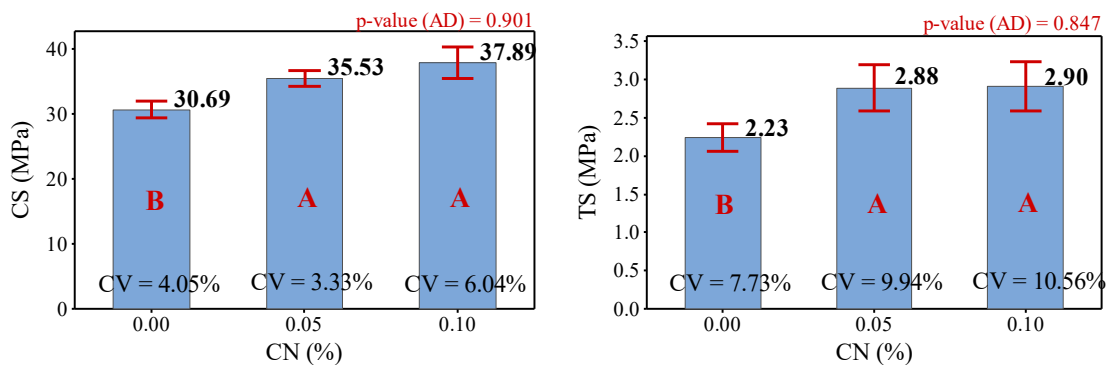 p-value (AD) = 0.901
CS (MPa)
40
30
20
10
0
30.69
35.53
37.89
B
A
A
CV = 4.05%
CV = 3.33%
CV = 6.04%
0.00
0.05
0.10
CN (%)
p-value (AD) = 0.847
TS (MPa)
3.5
3.0
2.5
2.0
1.5
1.0
0.5
0.0
2.23
2.88
2.90
B
A
A
CV = 7.73%
CV = 9.94%
CV = 10.56%
0.00
0.05
0.10
CN (%)